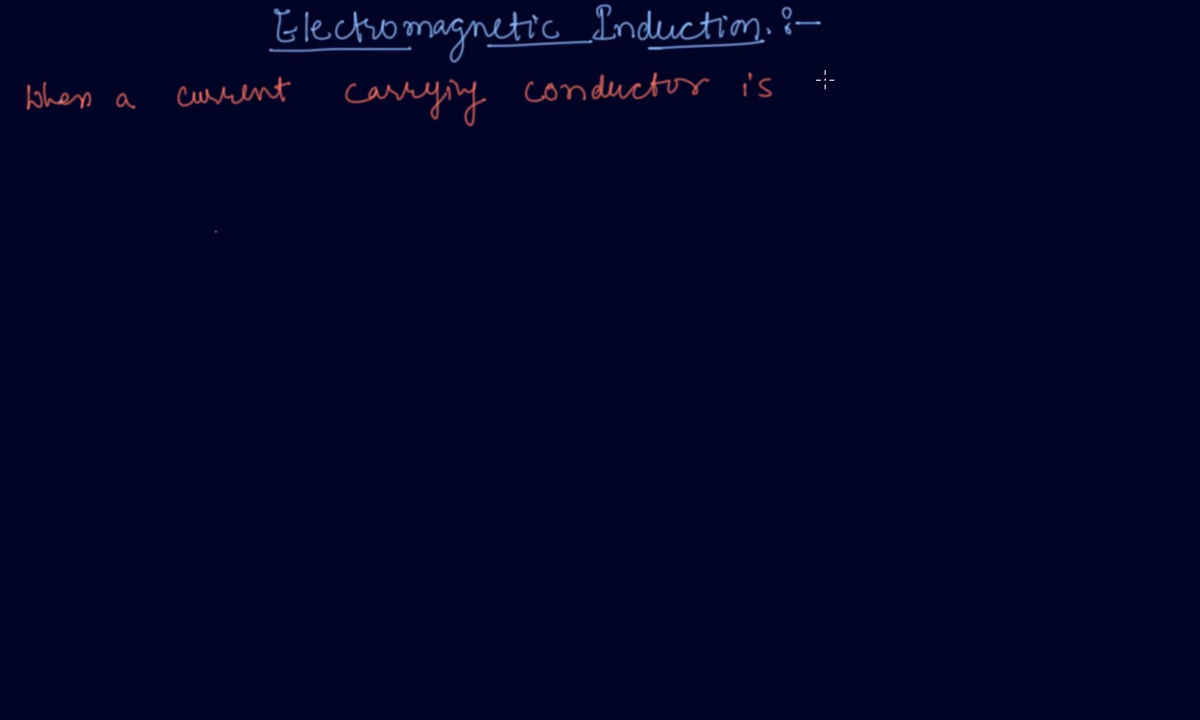 Electromagnetic Induction. :-
When a current carrying conductor is